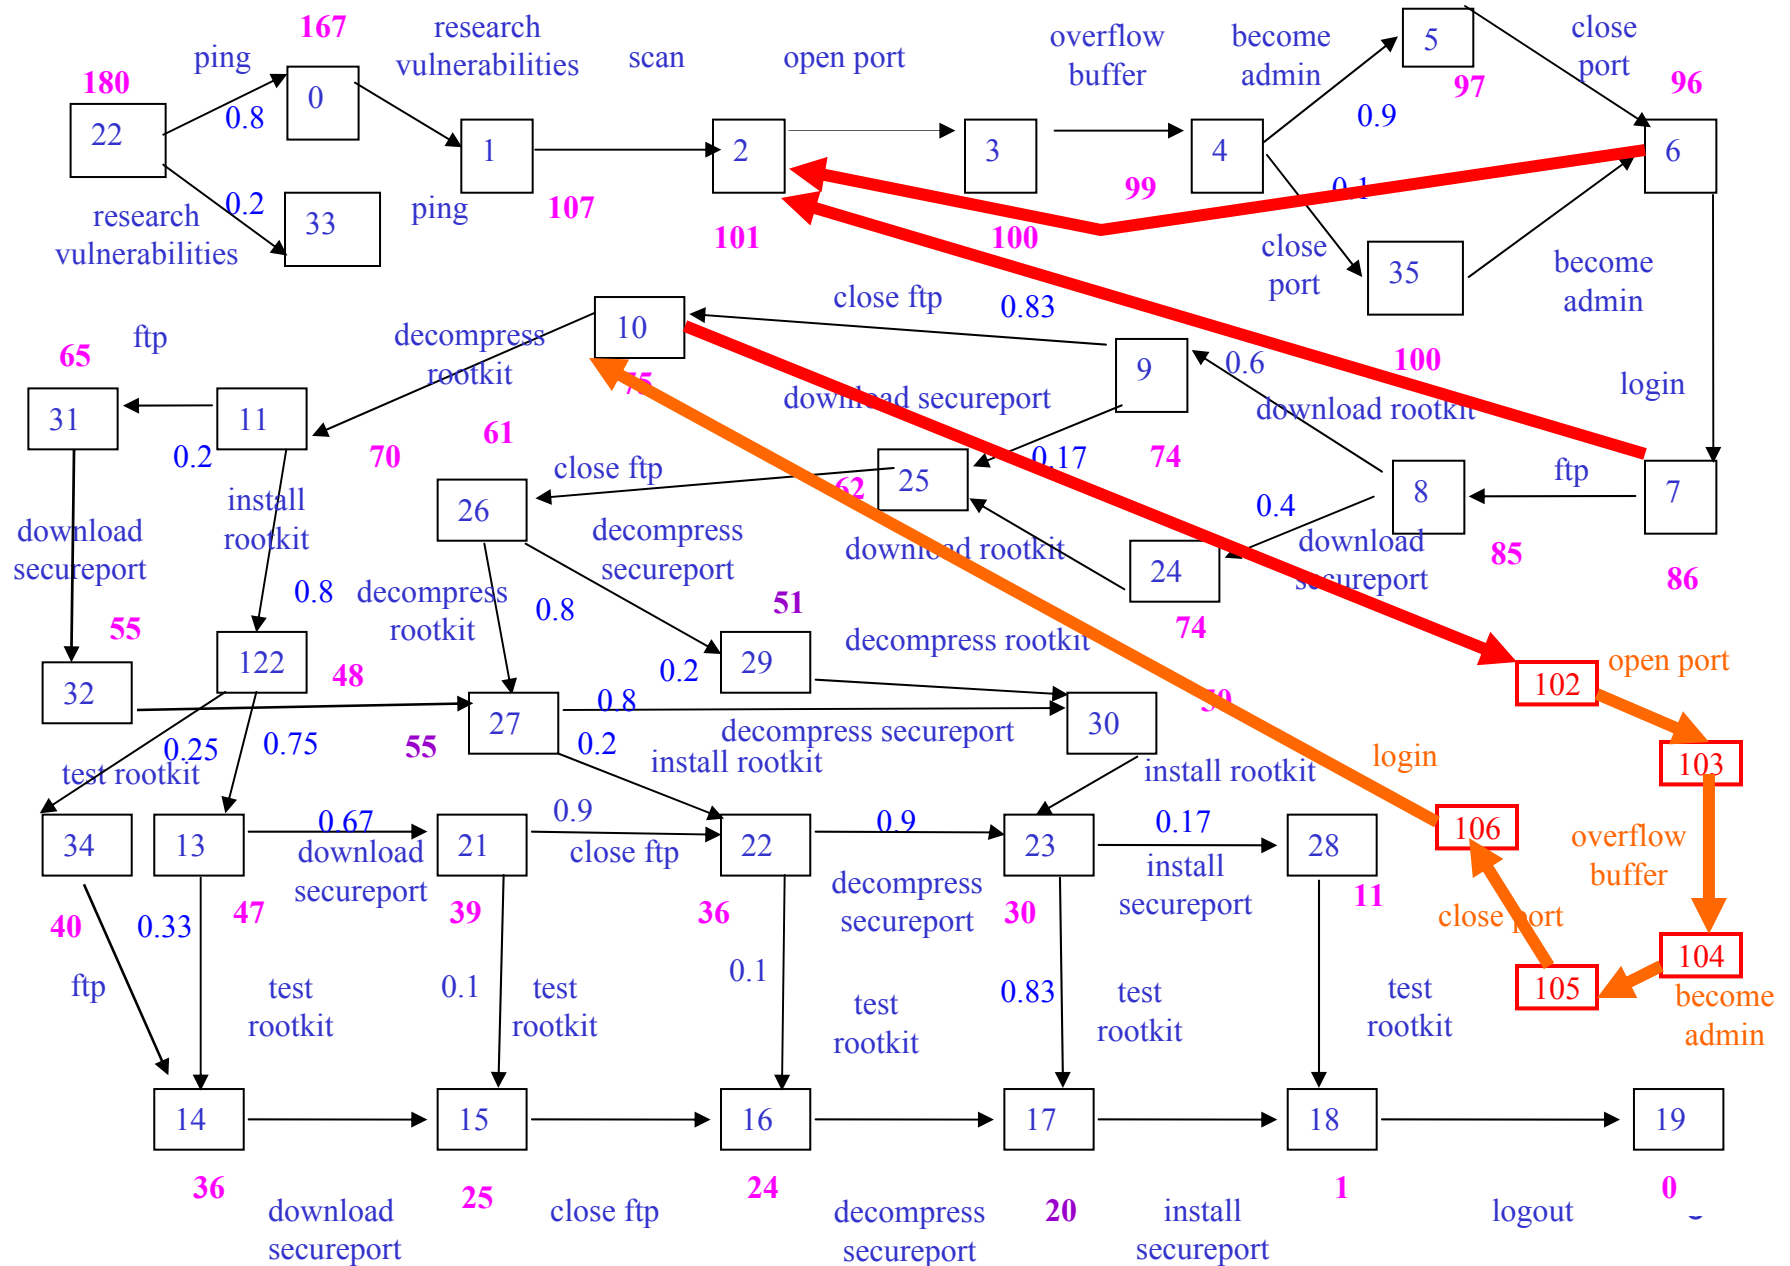 167
research
vulnerabilities
ping
scan
open port
overflow
buffer
become
admin
5
close
port
180
97
96
22
0.8
0
1
2
3
4
0.9
6
research
vulnerabilities
0.2
33
ping
107
101
100
99
0.1
close
port
35
become
admin
ftp
65
decompress
rootkit
10
75
close ftp
0.83
9
0.6
100
login
download secureport
download rootkit
31
11
0.2
70
61
close ftp
62
25
0.17
74
8
ftp
7
install
rootkit
26
decompress
secureport
download rootkit
0.4
download
secureport
85
86
download
secureport
0.8
decompress
rootkit
0.8
51
24
74
55
122
48
0.2
29
decompress rootkit
102
open port
32
27
0.8
decompress secureport
30
103
0.25
0.75
55
0.2
install rootkit
install rootkit
login
test rootkit
34
13
0.67
download
secureport
21
0.9
close ftp
22
0.9
decompress
secureport
23
0.17
install
secureport
28
106
overflow
buffer
40
0.33
47
39
36
30
11
close port
104
ftp
test
rootkit
0.1
test
rootkit
0.1
test
rootkit
0.83
test
rootkit
test
rootkit
105
become
admin
14
15
16
17
18
19
36
download
secureport
25
close ftp
24
decompress
secureport
20
install
secureport
1
logout
0